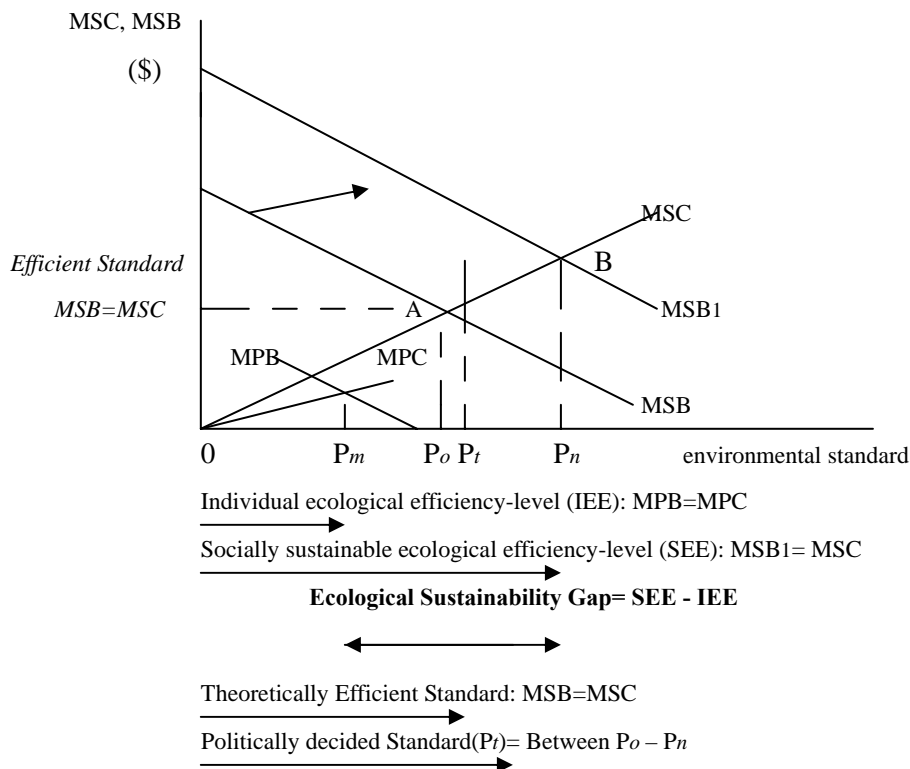 MSC, MSB
($)
MSC
Efficient Standard
B
MSB=MSC
A
MSB1
MPB
MPC
MSB
0
Pm
Po
Pt
Pn
environmental standard
Individual ecological efficiency-level (IEE): MPB=MPC
Socially sustainable ecological efficiency-level (SEE): MSB1= MSC
Ecological Sustainability Gap= SEE - IEE
Theoretically Efficient Standard: MSB=MSC
Politically decided Standard(Pt)= Between Po – Pn